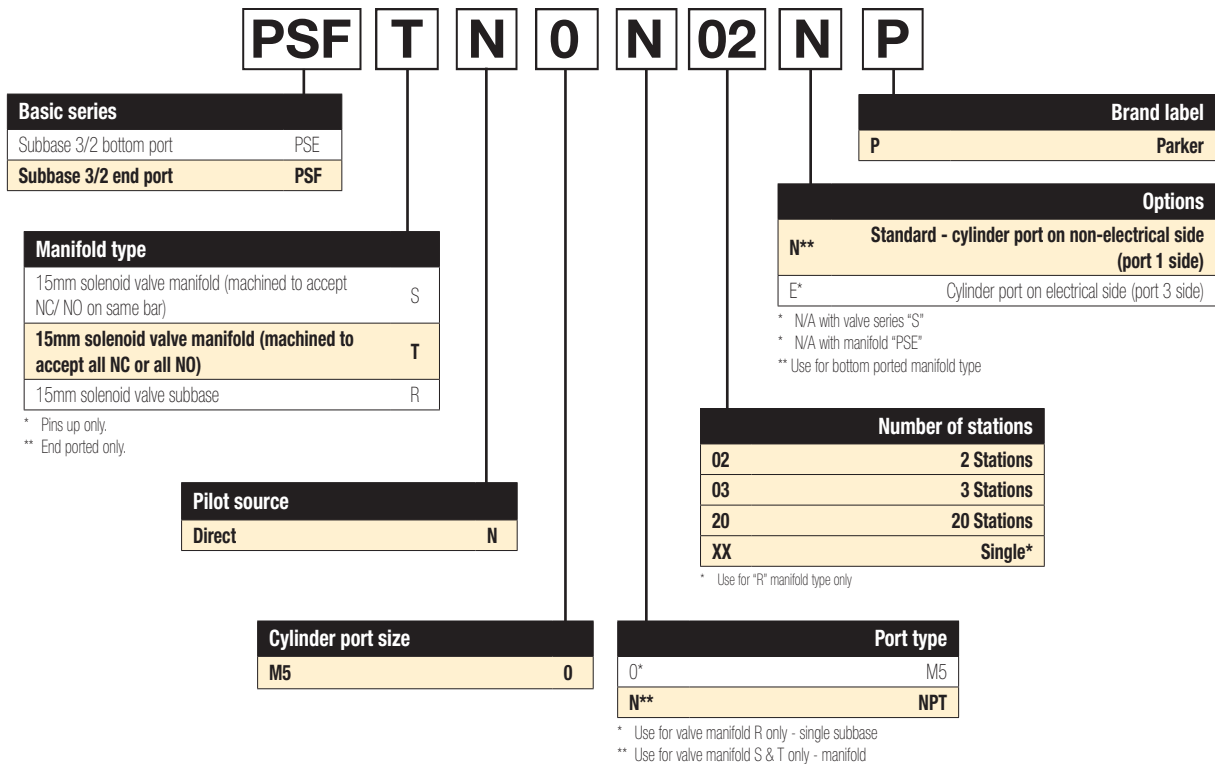 PSF T N 0 N 02 N P
Basic series
Subbase 3/2 bottom port PSE
Subbase 3/2 end port PSF
Brand label
P Parker
Options
N** Standard - cylinder port on non-electrical side
(port 1 side)
E* Cylinder port on electrical side (port 3 side)
* N/A with valve series "S"
* N/A with manifold "PSE"
** Use for bottom ported manifold type
Manifold type
15mm solenoid valve manifold (machined to accept
NC/ NO on same bar) S
15mm solenoid valve manifold (machined to
accept all NC or all NO) T
15mm solenoid valve subbase R
* Pins up only.
** End ported only.
Number of stations
02 2 Stations
03 3 Stations
20 20 Stations
XX Single*
* Use for "R" manifold type only
Pilot source
Direct N
Cylinder port size
M5 0
Port type
0* M5
N** NPT
* Use for valve manifold R only - single subbase
** Use for valve manifold S & T only - manifold